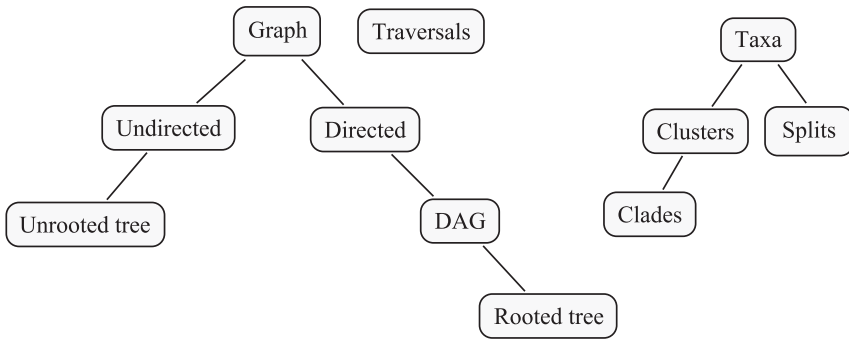 Graph
Traversals
Taxa
Undirected
Directed
Clusters
Splits
Unrooted tree
DAG
Clades
Rooted tree